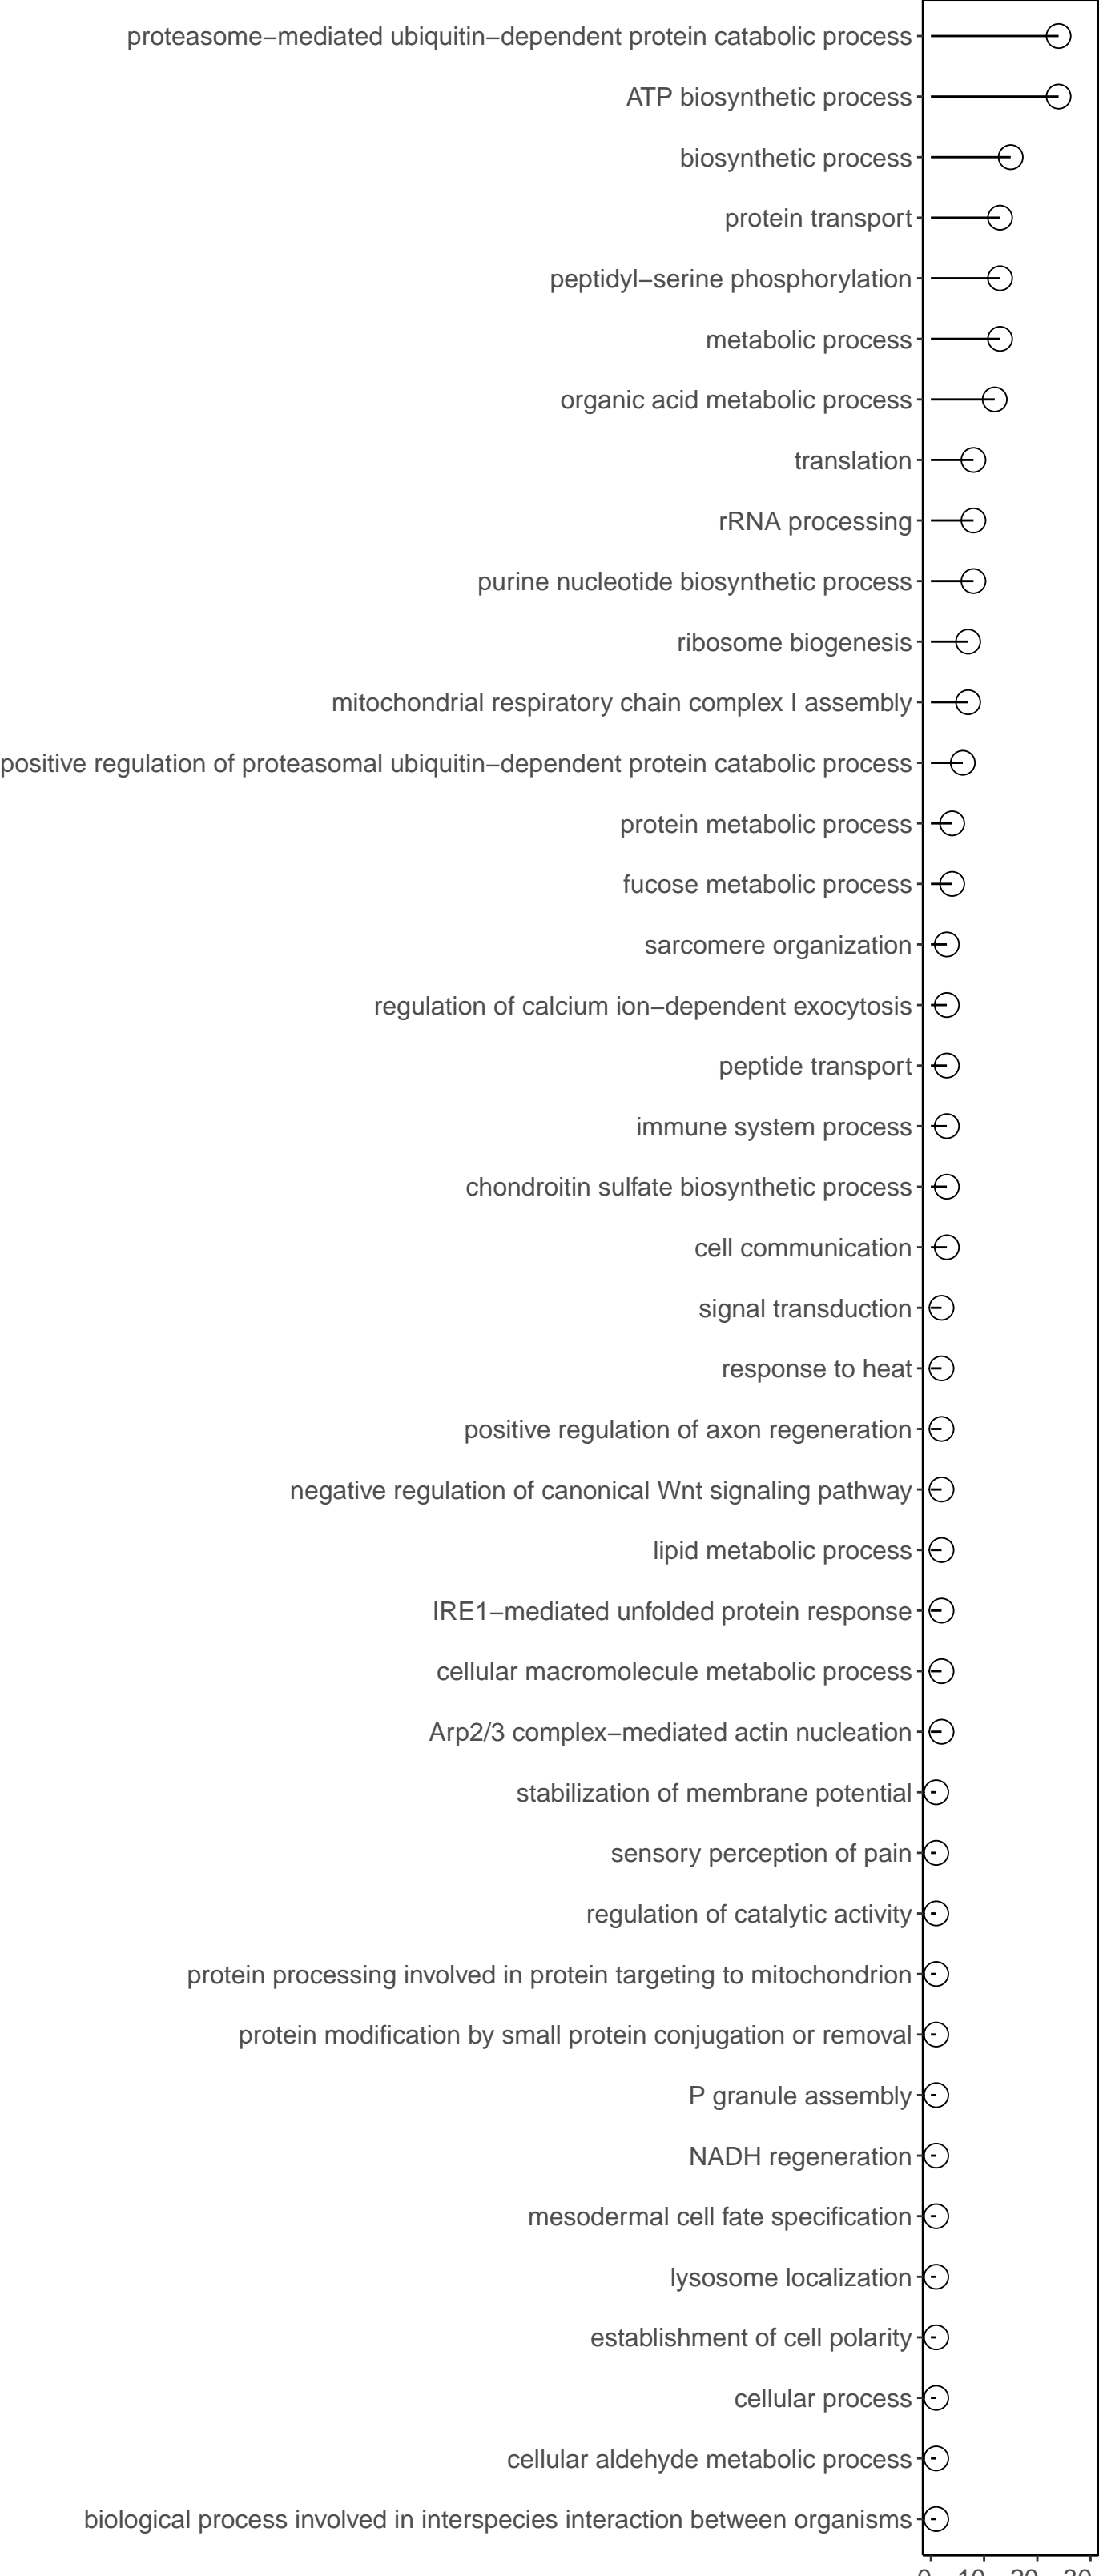 proteasome−mediated ubiquitin−dependent protein catabolic process
ATP biosynthetic process
biosynthetic process
protein transport
peptidyl−serine phosphorylation
metabolic process
organic acid metabolic process
translation
rRNA processing
purine nucleotide biosynthetic process
ribosome biogenesis
mitochondrial respiratory chain complex I assembly
positive regulation of proteasomal ubiquitin−dependent protein catabolic process
protein metabolic process
fucose metabolic process
sarcomere organization
regulation of calcium ion−dependent exocytosis
peptide transport
immune system process
chondroitin sulfate biosynthetic process
cell communication
signal transduction
response to heat
positive regulation of axon regeneration
negative regulation of canonical Wnt signaling pathway
lipid metabolic process
IRE1−mediated unfolded protein response
cellular macromolecule metabolic process
Arp2/3 complex−mediated actin nucleation
stabilization of membrane potential
sensory perception of pain
regulation of catalytic activity
protein processing involved in protein targeting to mitochondrion
protein modification by small protein conjugation or removal
P granule assembly
NADH regeneration
mesodermal cell fate specification
lysosome localization
establishment of cell polarity
cellular process
cellular aldehyde metabolic process
biological process involved in interspecies interaction between organisms
0 10 20 30